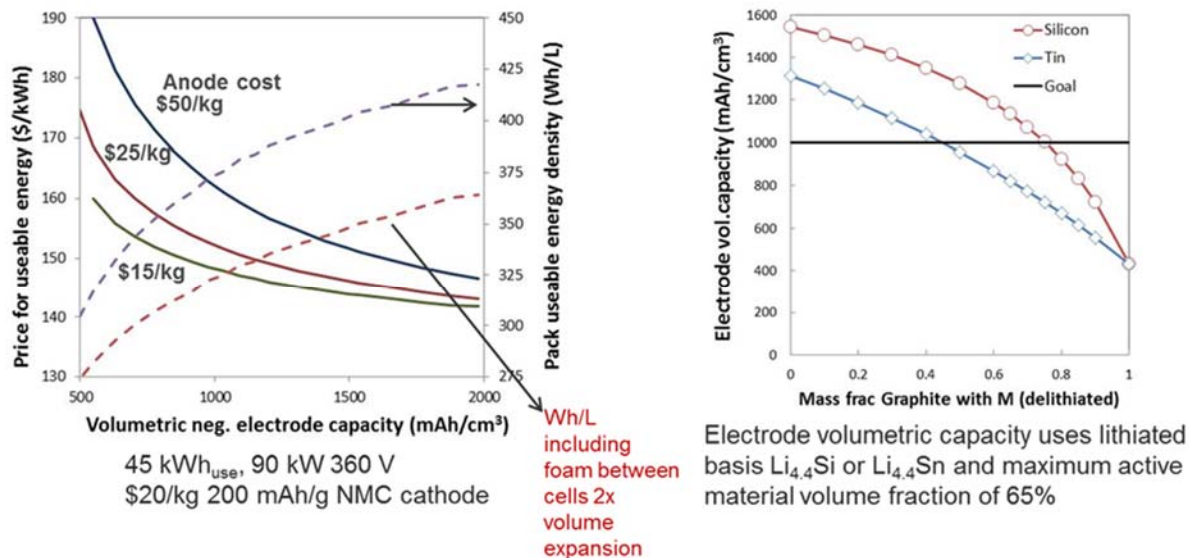 190
180
170
160
150
140
130
Price for useable energy ($/kWh)
Anode cost
$50/kg
$25/kg
$15/kg
450
425
400
375
350
325
300
275
Pack useable energy density (Wh/L)
500
1000
1500
2000
Volumetric neg. electrode capacity (mAh/cm³)
45 kWhuse, 90 kW 360 V
$20/kg 200 mAh/g NMC cathode
Wh/L
including
foam between
cells 2x
volume
expansion
1600
1400
1200
1000
800
600
400
200
0
Electrode vol.capacity (mAh/cm³)
Silicon
Tin
Goal
0
0.2
0.4
0.6
0.8
1
Mass frac Graphite with M (delithiated)
Electrode volumetric capacity uses lithiated
basis Li4.4Si or Li4.4Sn and maximum active
material volume fraction of 65%